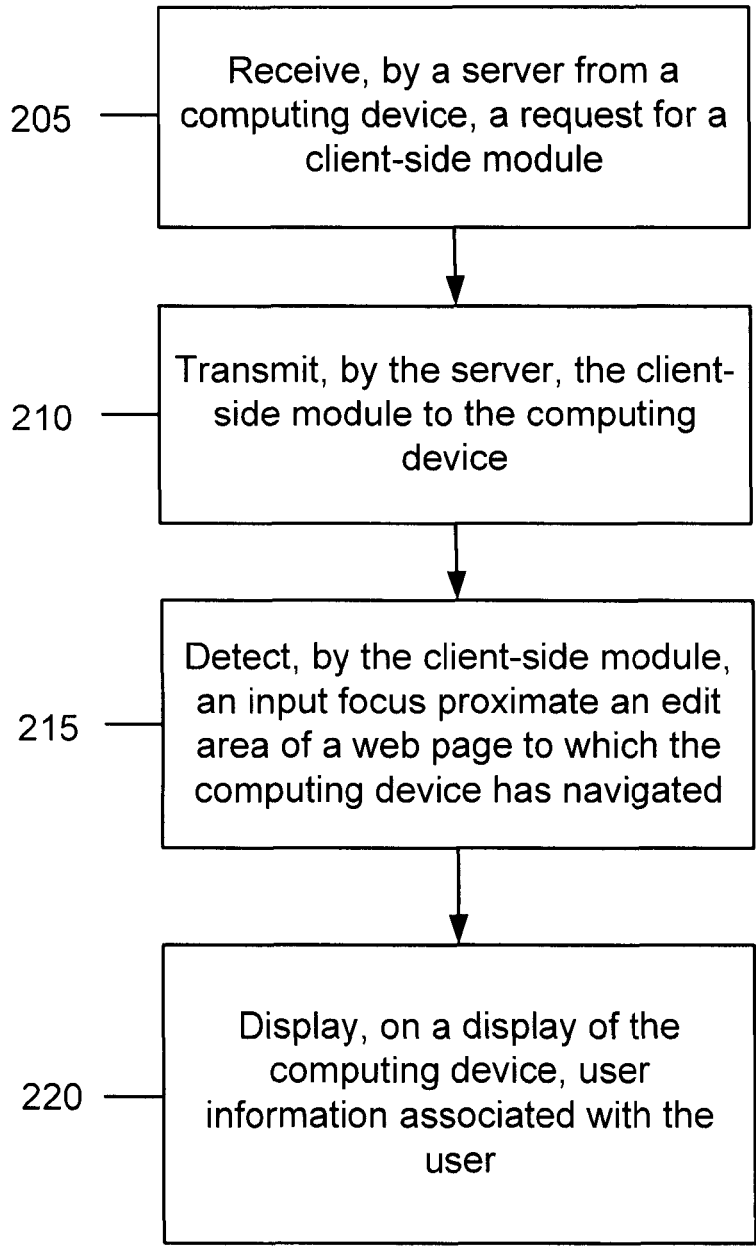 205
Receive, by a server from a
computing device, a request for a
client-side module
210
Transmit, by the server, the client-
side module to the computing
device
215
Detect, by the client-side module,
an input focus proximate an edit
area of a web page to which the
computing device has navigated
220
Display, on a display of the
computing device, user
information associated with the
user